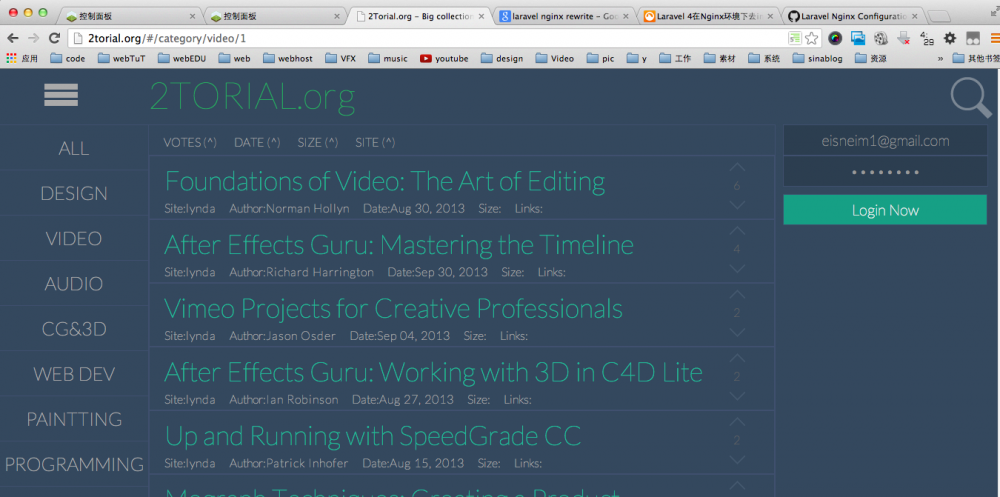 控制面板
控制面板
2Torial.org – Big collection
laravel nginx rewrite – Goo
Laravel 4在Nginx环境下去in
Laravel Nginx Configuratio
2torial.org/#/category/video/1
4
29
应用 code webTuT webEDU web webhost VFX music youtube design Video pic y 工作 素材 系统 sinablog 资源 » 其他书签
2TORIAL.org
ALL
DESIGN
VIDEO
AUDIO
CG&3D
WEB DEV
PAINTTING
PROGRAMMING
VOTES (^) DATE (^) SIZE (^) SITE (^)
Foundations of Video: The Art of Editing
6
Site:lynda Author:Norman Hollyn Date:Aug 30, 2013 Size: Links:
After Effects Guru: Mastering the Timeline
4
Site:lynda Author:Richard Harrington Date:Sep 30, 2013 Size: Links:
Vimeo Projects for Creative Professionals
2
Site:lynda Author:Jason Osder Date:Sep 04, 2013 Size: Links:
After Effects Guru: Working with 3D in C4D Lite
2
Site:lynda Author:Ian Robinson Date:Aug 27, 2013 Size: Links:
Up and Running with SpeedGrade CC
2
Site:lynda Author:Patrick Inhofer Date:Aug 15, 2013 Size: Links:
Mograph Techniques: Creating a Product
eisneim1@gmail.com
••••••••
Login Now